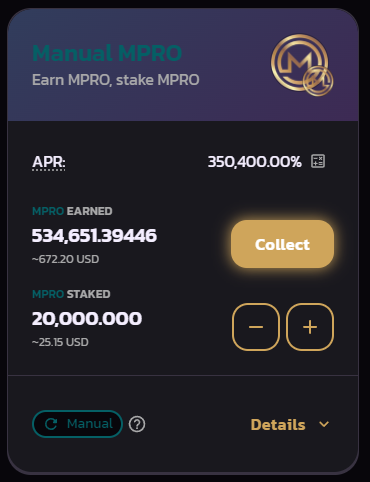 Manual MPRO
Earn MPRO, stake MPRO
APR: 350,400.00%
MPRO EARNED
534,651.39446
~672.20 USD
Collect
MPRO STAKED
20,000.000
~25.15 USD
Manual
Details